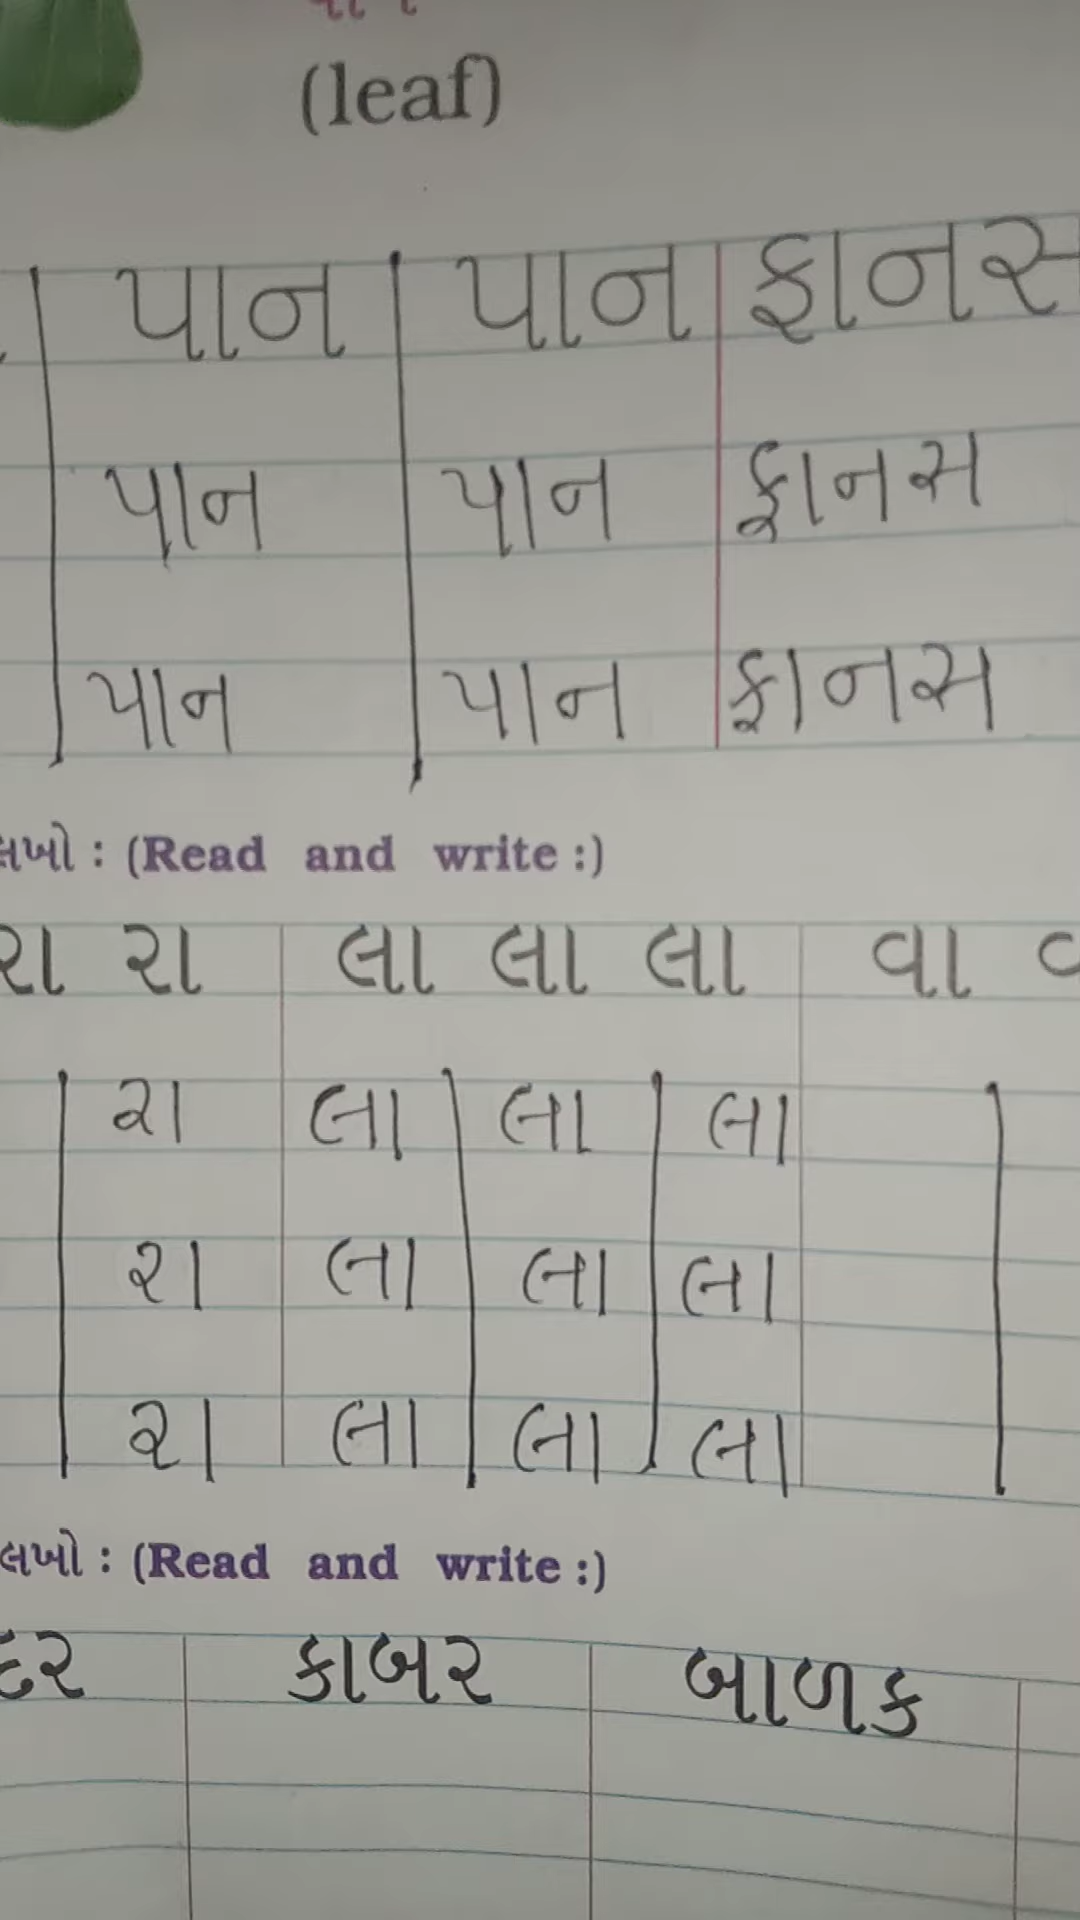 (leaf)
પાન પાન ફાનસ
પાન પાન ફાનસ
પાન પાન ફાનસ
લખો : (Read and write :)
રા રા લા લા લા વા
રા લા લા લા
રા લા લા લા
રા લા લા લા
લખો : (Read and write :)
કાબર બાળક